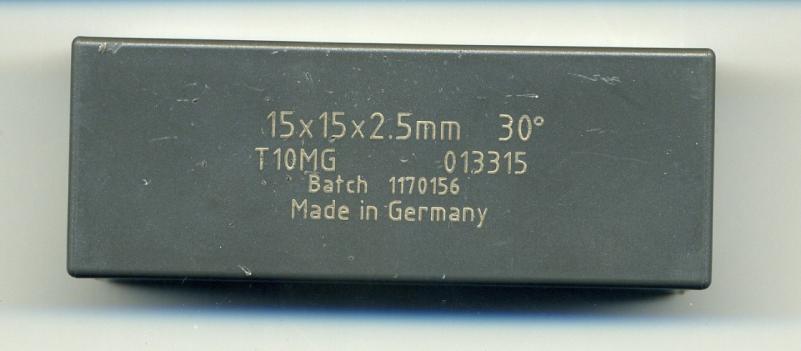 15x15x2.5mm 30°
T10MG 013315
Batch 1170156
Made in Germany